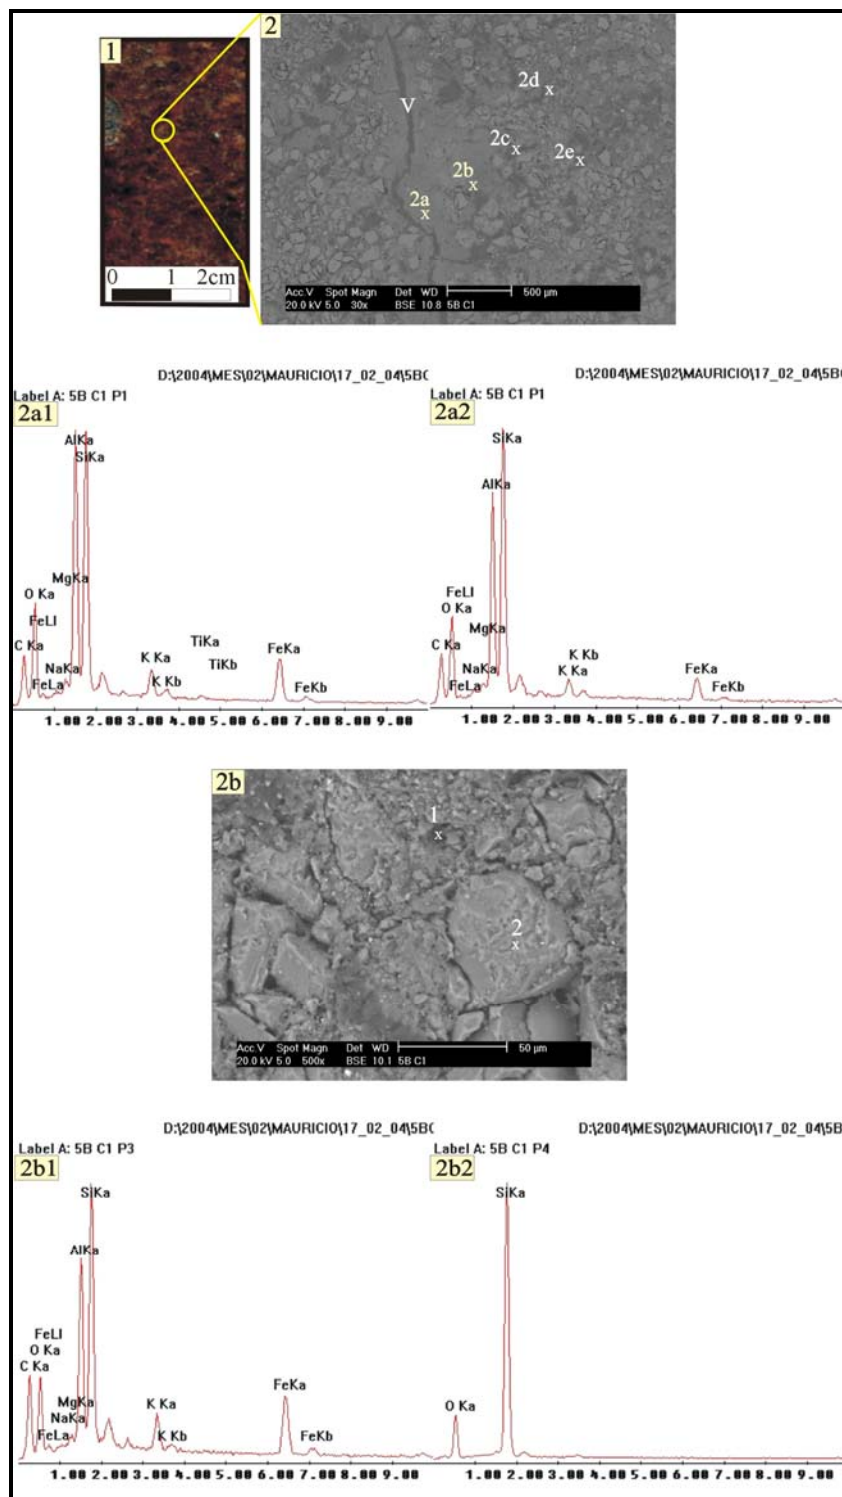 1
0 1 2cm
2
V
2d
x
2c
x
2e
x
2b
x
2a
x
Acc.V Spot Magn Det WD 500 µm
20.0 kV 5.0 30x BSE 10.8 5B C1
D:\2004\MES\02\MAURICIO\17_02_04\5BC
Label A: 5B C1 P1
2a1
AlKa
SiKa
MgKa
O Ka
FeLl
C Ka
NaKa
FeLa
K Ka
K Kb
TiKa
TiKb
FeKa
FeKb
1.00 2.00 3.00 4.00 5.00 6.00 7.00 8.00 9.00
D:\2004\MES\02\MAURICIO\17_02_04\5BC
Label A: 5B C1 P1
2a2
SiKa
AlKa
FeLl
O Ka
MgKa
C Ka
NaKa
FeLa
K Kb
K Ka
FeKa
FeKb
1.00 2.00 3.00 4.00 5.00 6.00 7.00 8.00 9.00
2b
1
x
2
x
Acc.V Spot Magn Det WD 50 µm
20.0 kV 5.0 500x BSE 10.1 5B C1
D:\2004\MES\02\MAURICIO\17_02_04\5BC
Label A: 5B C1 P3
2b1
SiKa
AlKa
FeLl
O Ka
C Ka
MgKa
NaKa
FeLa
K Ka
K Kb
FeKa
FeKb
1.00 2.00 3.00 4.00 5.00 6.00 7.00 8.00 9.00
D:\2004\MES\02\MAURICIO\17_02_04\5B
Label A: 5B C1 P4
2b2
SiKa
O Ka
1.00 2.00 3.00 4.00 5.00 6.00 7.00 8.00 9.00